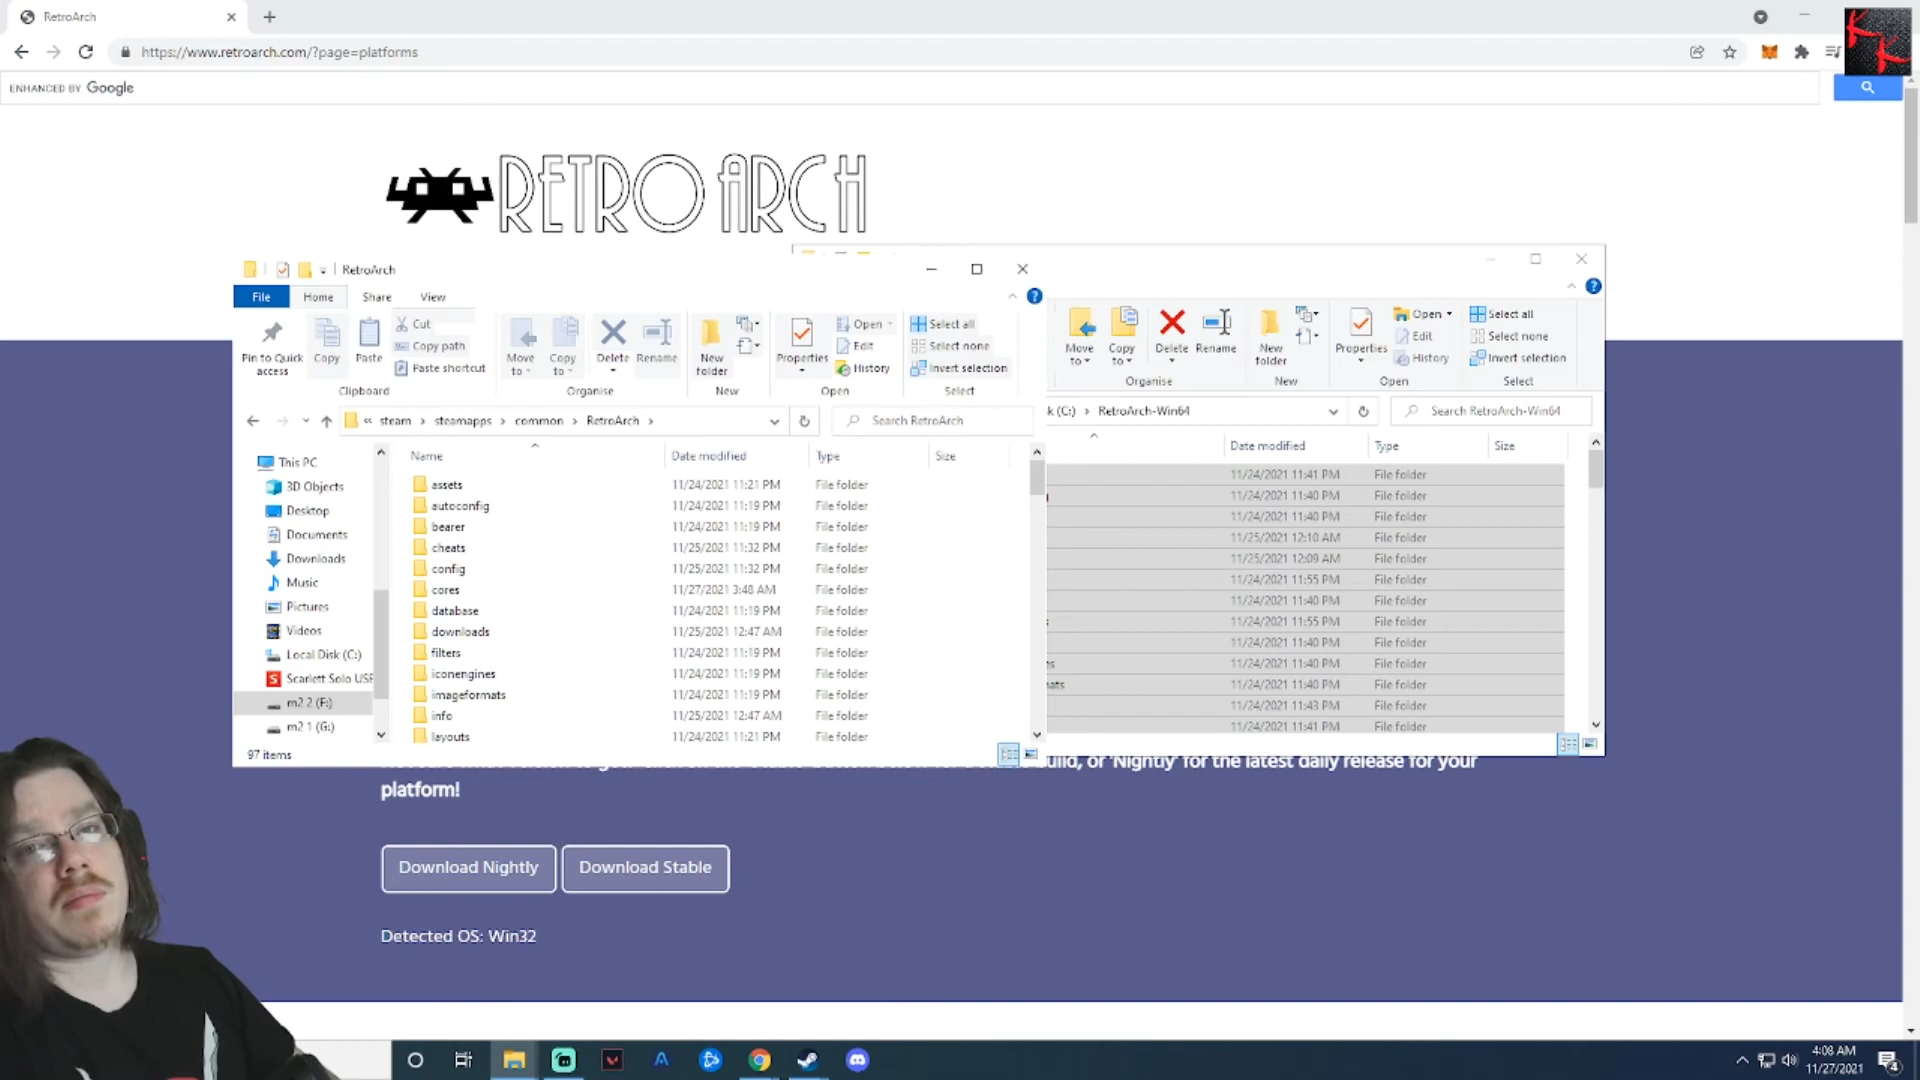 RetroArch
https://www.retroarch.com/?page=platforms
KK
ENHANCED BY Google
RETROARCH
RetroArch
File Home Share View
Pin to Quick access
Copy
Paste
Cut
Copy path
Paste shortcut
Clipboard
Move to
Copy to
Delete
Rename
Organise
New folder
New
Properties
Open
Edit
History
Open
Select all
Select none
Invert selection
Select
Move to
Copy to
Delete
Rename
Organise
New folder
New
Properties
Open
Edit
History
Open
Select all
Select none
Invert selection
Select
« steam > steamapps > common > RetroArch >
Search RetroArch
k (C:) > RetroArch-Win64
Search RetroArch-Win64
This PC
3D Objects
Desktop
Documents
Downloads
Music
Pictures
Videos
Local Disk (C:)
Scarlett Solo USE
m2 2 (F:)
m2 1 (G:)
Name Date modified Type Size
assets 11/24/2021 11:21 PM File folder
autoconfig 11/24/2021 11:19 PM File folder
bearer 11/24/2021 11:19 PM File folder
cheats 11/25/2021 11:32 PM File folder
config 11/25/2021 11:32 PM File folder
cores 11/27/2021 3:48 AM File folder
database 11/24/2021 11:19 PM File folder
downloads 11/25/2021 12:47 AM File folder
filters 11/24/2021 11:19 PM File folder
iconengines 11/24/2021 11:19 PM File folder
imageformats 11/24/2021 11:19 PM File folder
info 11/25/2021 12:47 AM File folder
layouts 11/24/2021 11:21 PM File folder
97 items
Date modified Type Size
11/24/2021 11:41 PM File folder
11/24/2021 11:40 PM File folder
11/24/2021 11:40 PM File folder
11/25/2021 12:10 AM File folder
11/25/2021 12:09 AM File folder
11/24/2021 11:55 PM File folder
11/24/2021 11:40 PM File folder
11/24/2021 11:55 PM File folder
11/24/2021 11:40 PM File folder
ts 11/24/2021 11:40 PM File folder
nats 11/24/2021 11:40 PM File folder
11/24/2021 11:43 PM File folder
11/24/2021 11:41 PM File folder
build, or 'Nightly' for the latest daily release for your
platform!
Download Nightly Download Stable
Detected OS: Win32
4:08 AM
11/27/2021
4